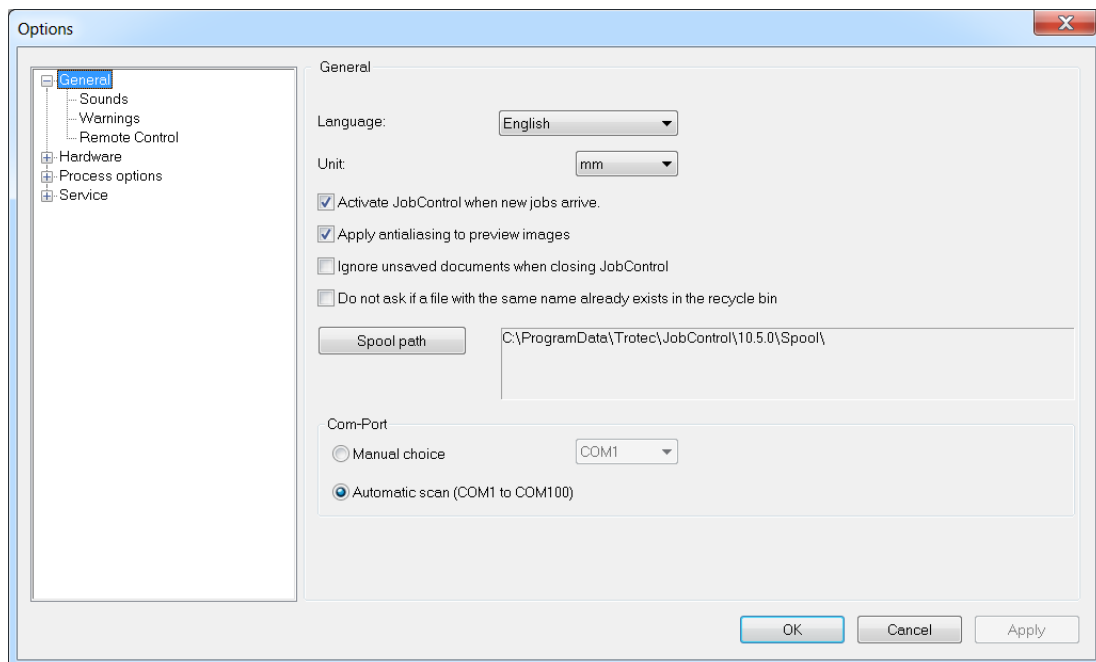 Options
General
Sounds
Warnings
Remote Control
Hardware
Process options
Service
General
Language:
English
Unit:
mm
Activate JobControl when new jobs arrive.
Apply antialiasing to preview images
Ignore unsaved documents when closing JobControl
Do not ask if a file with the same name already exists in the recycle bin
Spool path
C:\ProgramData\Trotec\JobControl\10.5.0\Spool\
Com-Port
Manual choice
COM1
Automatic scan (COM1 to COM100)
OK
Cancel
Apply